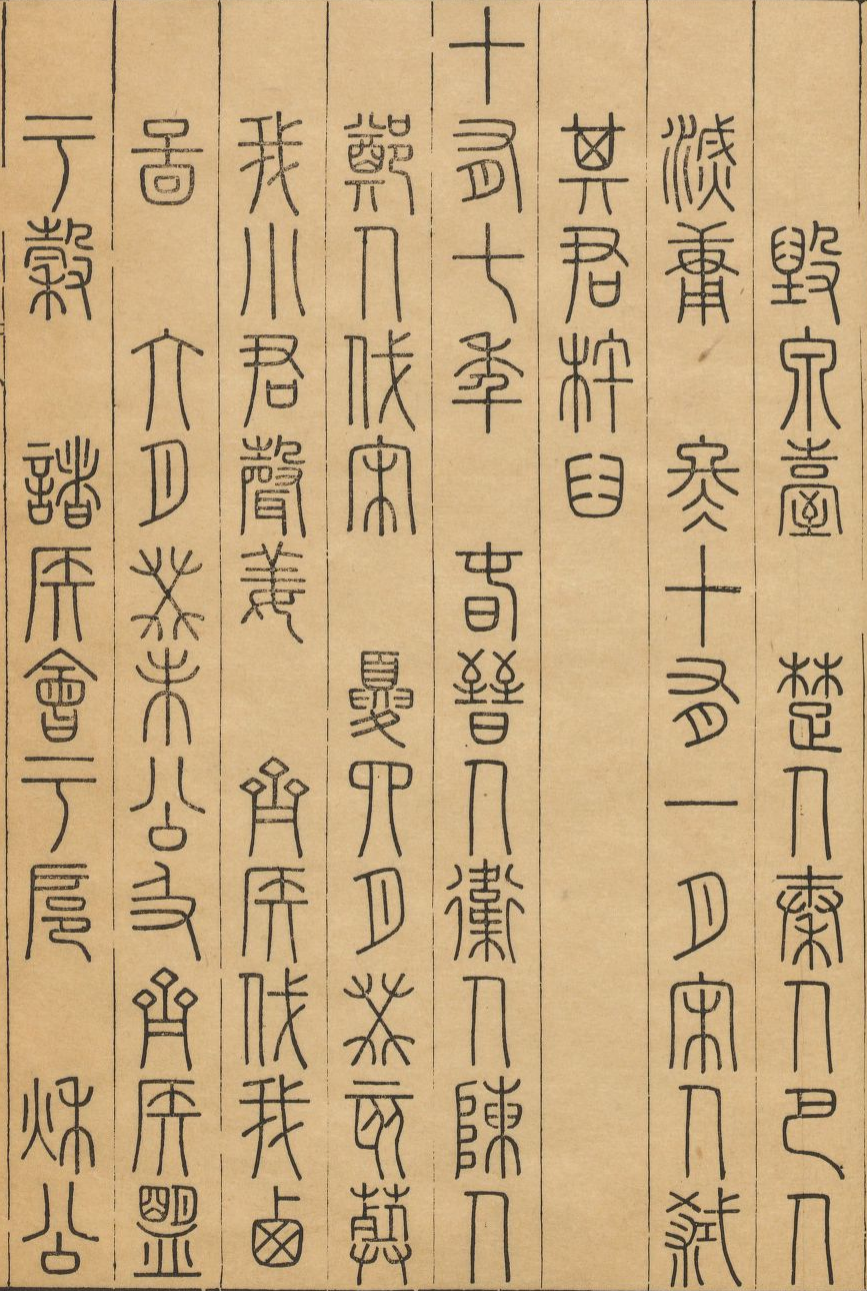 毀泉臺　楚人秦人巴人
滅庸　冬十有一月宋人弒
其君杵臼
十有七年　春晉人衛人陳人
鄭人伐宋　夏四月癸亥葬
我小君聲姜　齊侯伐我西
啚　六月癸未公及齊侯盟
于穀　諸侯會于扈　秋公